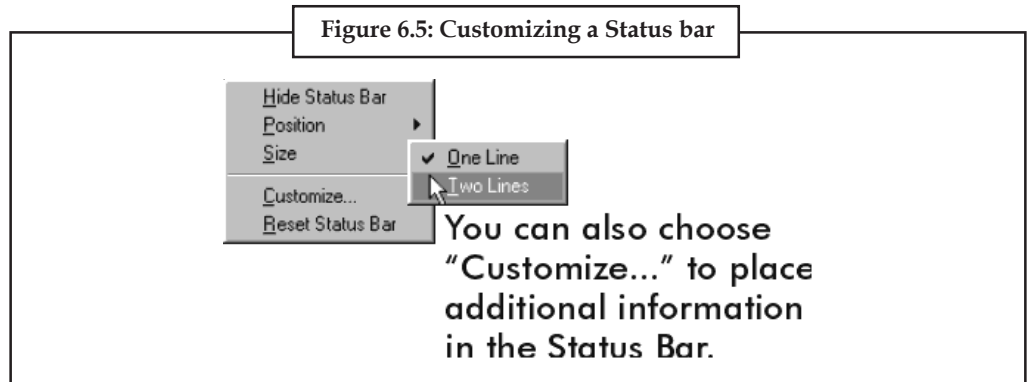 Figure 6.5: Customizing a Status bar
Hide Status Bar
Position
Size
One Line
Two Lines
Customize...
Reset Status Bar
You can also choose
"Customize..." to place
additional information
in the Status Bar.